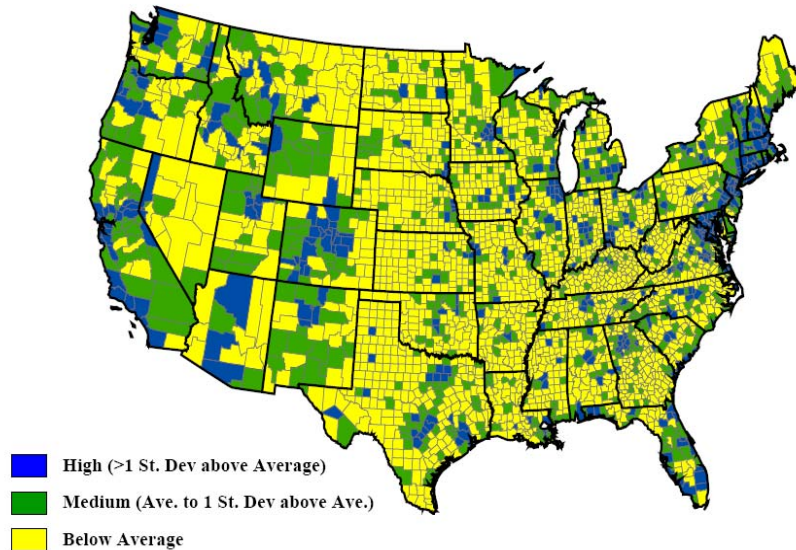 High (>1 St. Dev above Average)
Medium (Ave. to 1 St. Dev above Ave.)
Below Average